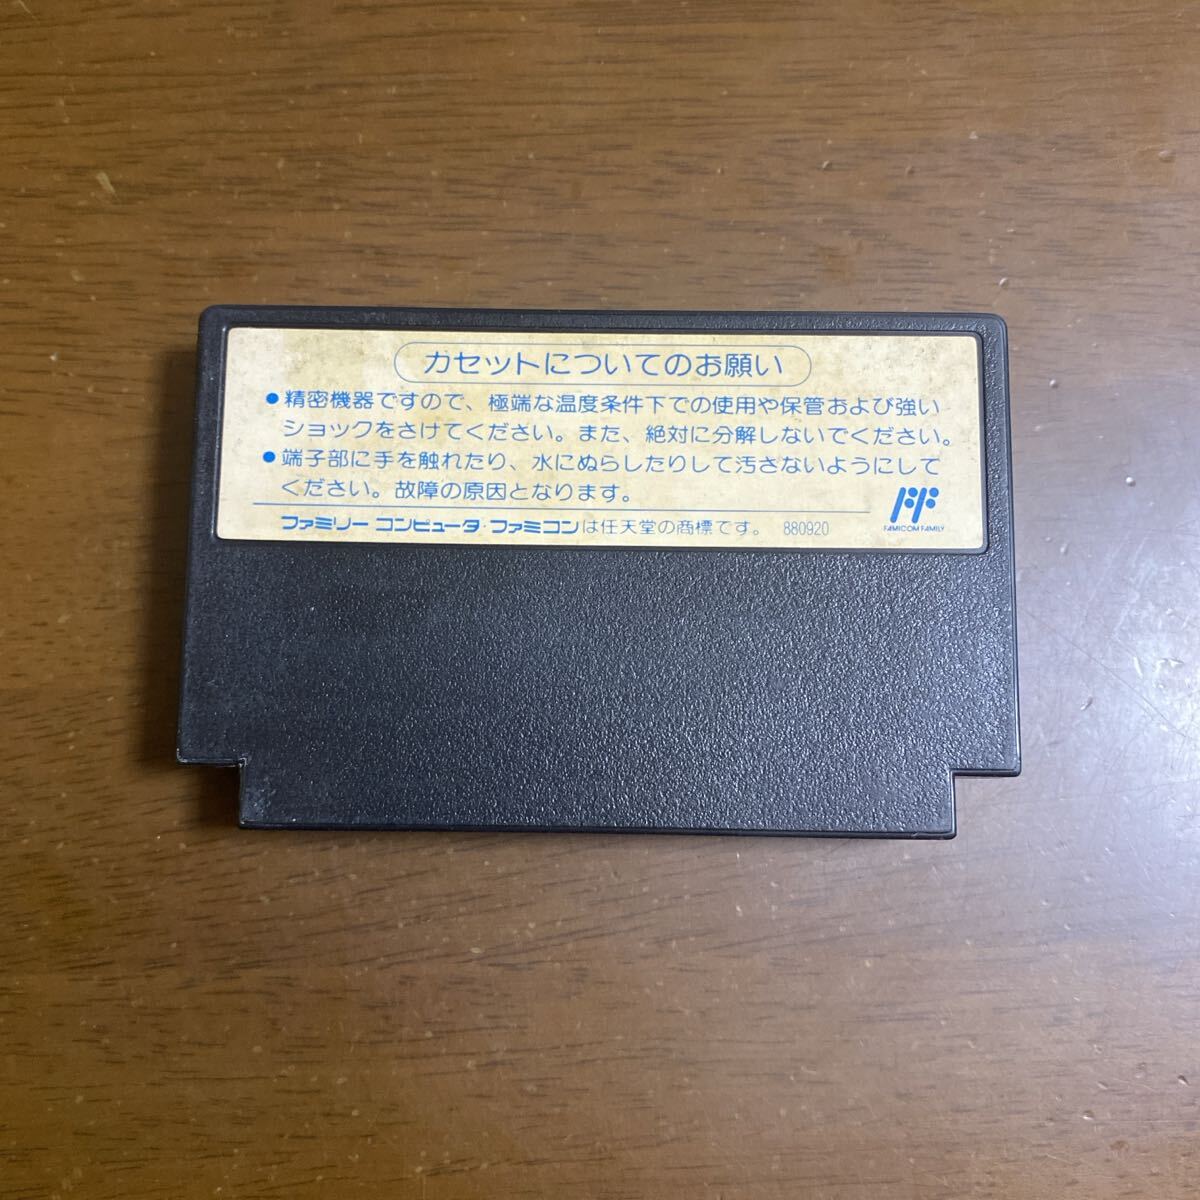 カセットについてのお願い
●精密機器ですので、極端な温度条件下での使用や保管および強い
ショックをさけてください。また、絶対に分解しないでください。
●端子部に手を触れたり、水にぬらしたりして汚さないようにして
ください。故障の原因となります。
ファミリー コンピュータ・ファミコンは任天堂の商標です。 880920
FAMICOM FAMILY